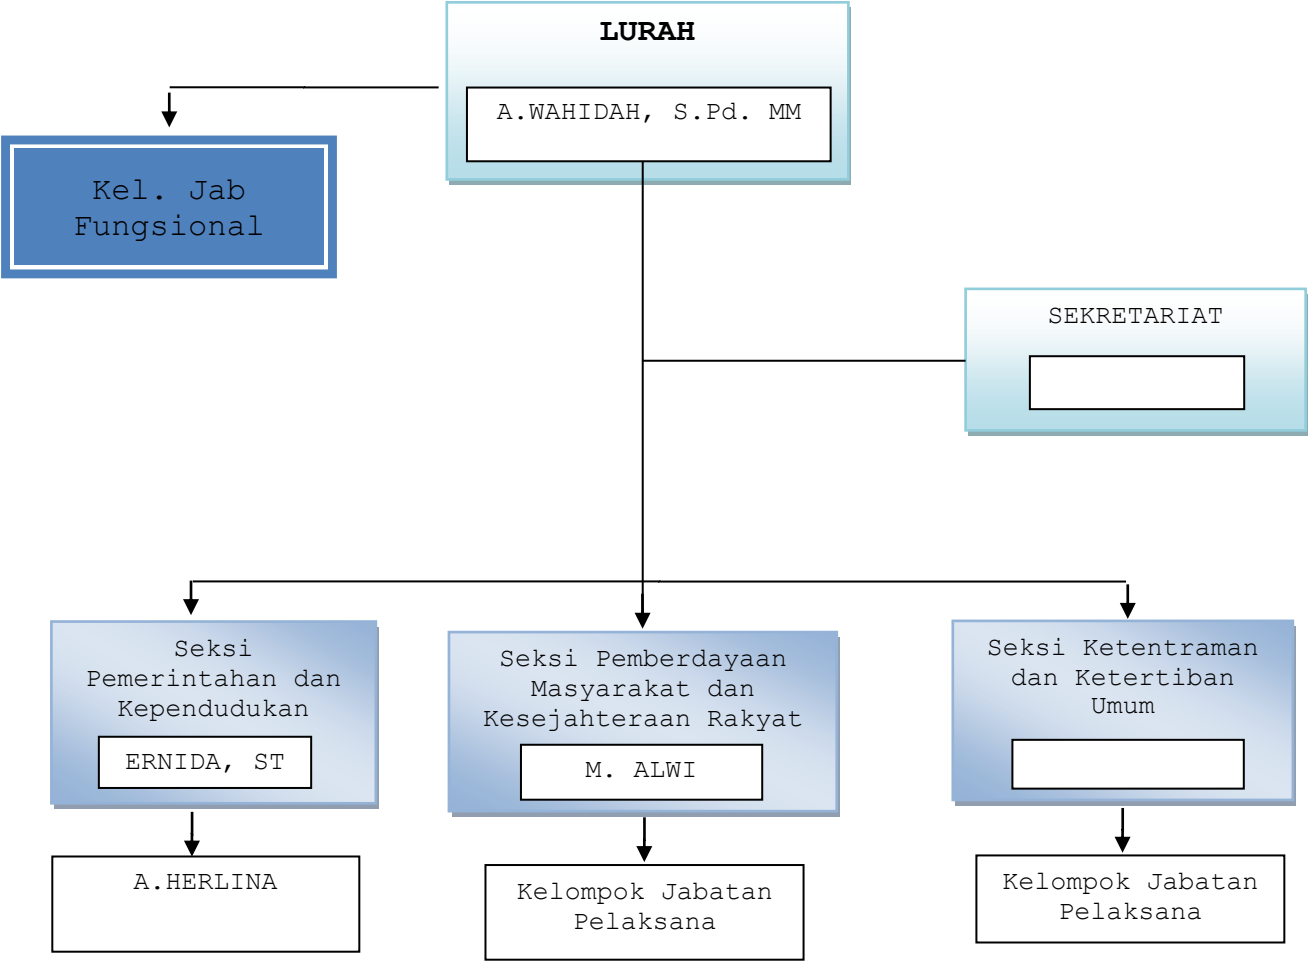 LURAH
A.WAHIDAH, S.Pd. MM
Kel. Jab
Fungsional
SEKRETARIAT
Seksi
Pemerintahan dan
Kependudukan
ERNIDA, ST
Seksi Pemberdayaan
Masyarakat dan
Kesejahteraan Rakyat
M. ALWI
Seksi Ketentraman
dan Ketertiban
Umum
A.HERLINA
Kelompok Jabatan
Pelaksana
Kelompok Jabatan
Pelaksana